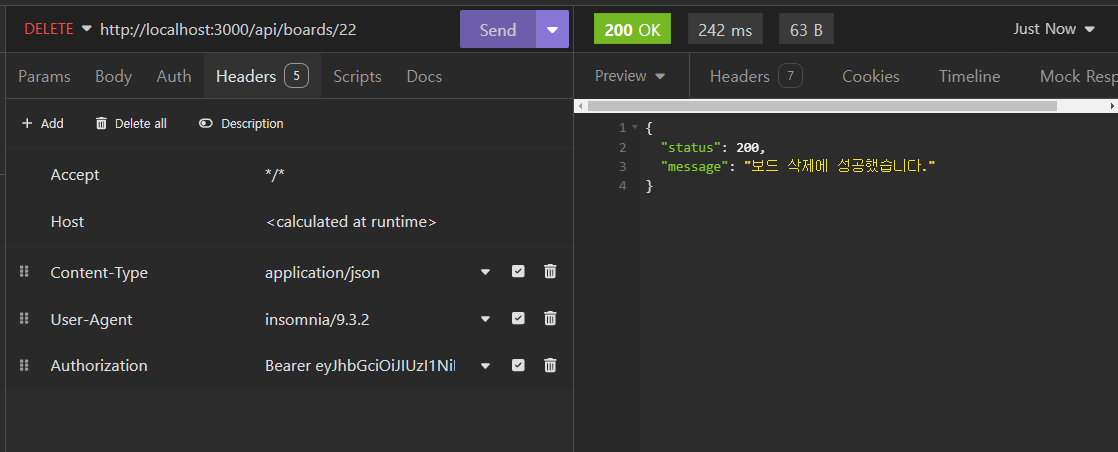 DELETE http://localhost:3000/api/boards/22 Send
Params Body Auth Headers 5 Scripts Docs
+ Add Delete all Description
Accept */*
Host <calculated at runtime>
Content-Type application/json
User-Agent insomnia/9.3.2
Authorization Bearer eyJhbGciOiJIUzI1NiI
200 OK 242 ms 63 B Just Now
Preview Headers 7 Cookies Timeline Mock Resp
1 {
2 "status": 200,
3 "message": "보드 삭제에 성공했습니다."
4 }